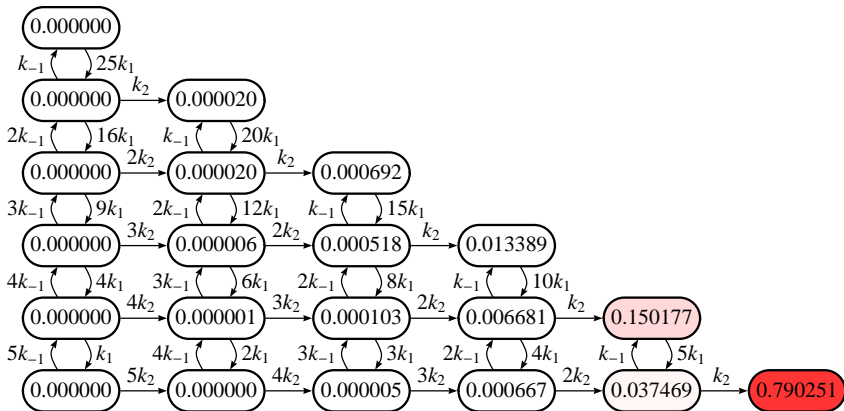 0.000000
k₋₁ 25k₁
k₂
0.000000 0.000020
2k₋₁ 16k₁ k₋₁ 20k₁
2k₂ k₂
0.000000 0.000020 0.000692
3k₋₁ 9k₁ 2k₋₁ 12k₁ k₋₁ 15k₁
3k₂ 2k₂ k₂
0.000000 0.000006 0.000518 0.013389
4k₋₁ 4k₁ 3k₋₁ 6k₁ 2k₋₁ 8k₁ k₋₁ 10k₁
4k₂ 3k₂ 2k₂ k₂
0.000000 0.000001 0.000103 0.006681 0.150177
5k₋₁ k₁ 4k₋₁ 2k₁ 3k₋₁ 3k₁ 2k₋₁ 4k₁ k₋₁ 5k₁
5k₂ 4k₂ 3k₂ 2k₂ k₂
0.000000 0.000000 0.000005 0.000667 0.037469 0.790251